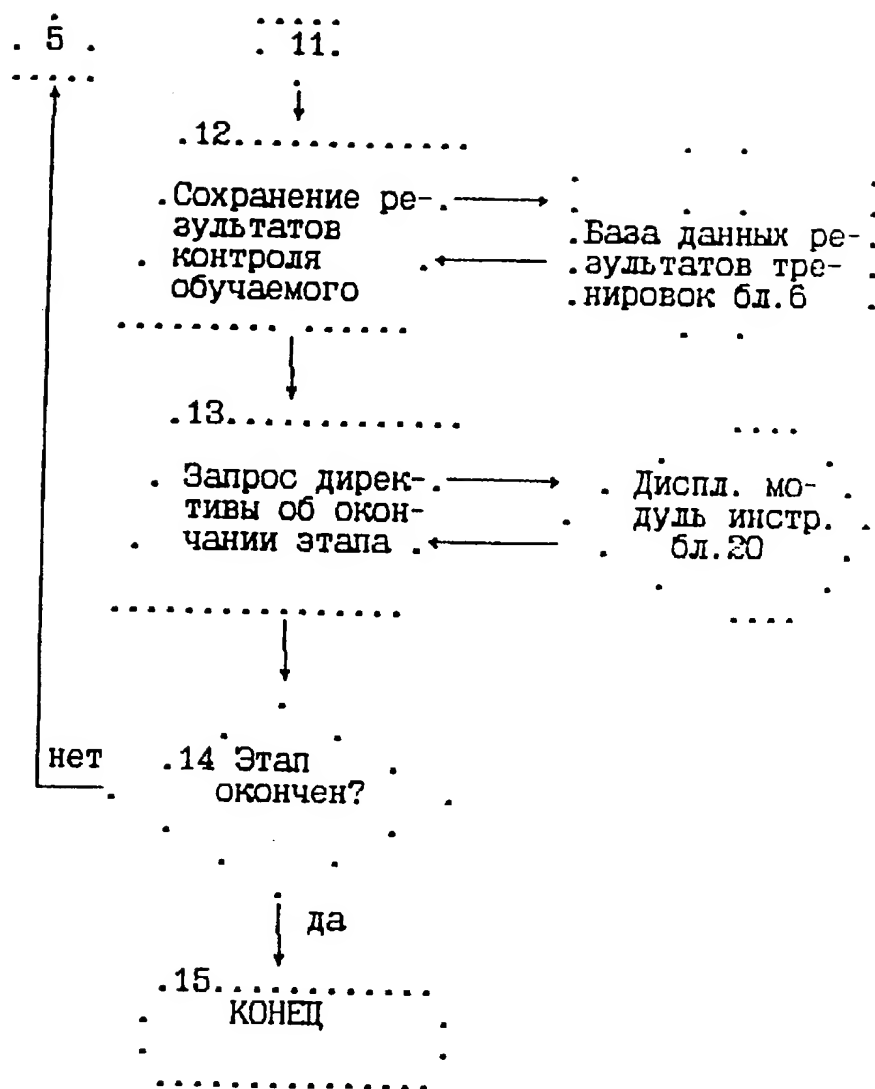 5
11
12
Сохранение ре-
зультатов
контроля
обучаемого
База данных ре-
зультатов тре-
нировок бл.6
13
Запрос дирек-
тивы об окон-
чании этапа
Диспл. мо-
дуль инстр.
бл.20
нет
14 Этап
окончен?
да
15
КОНЕЦ